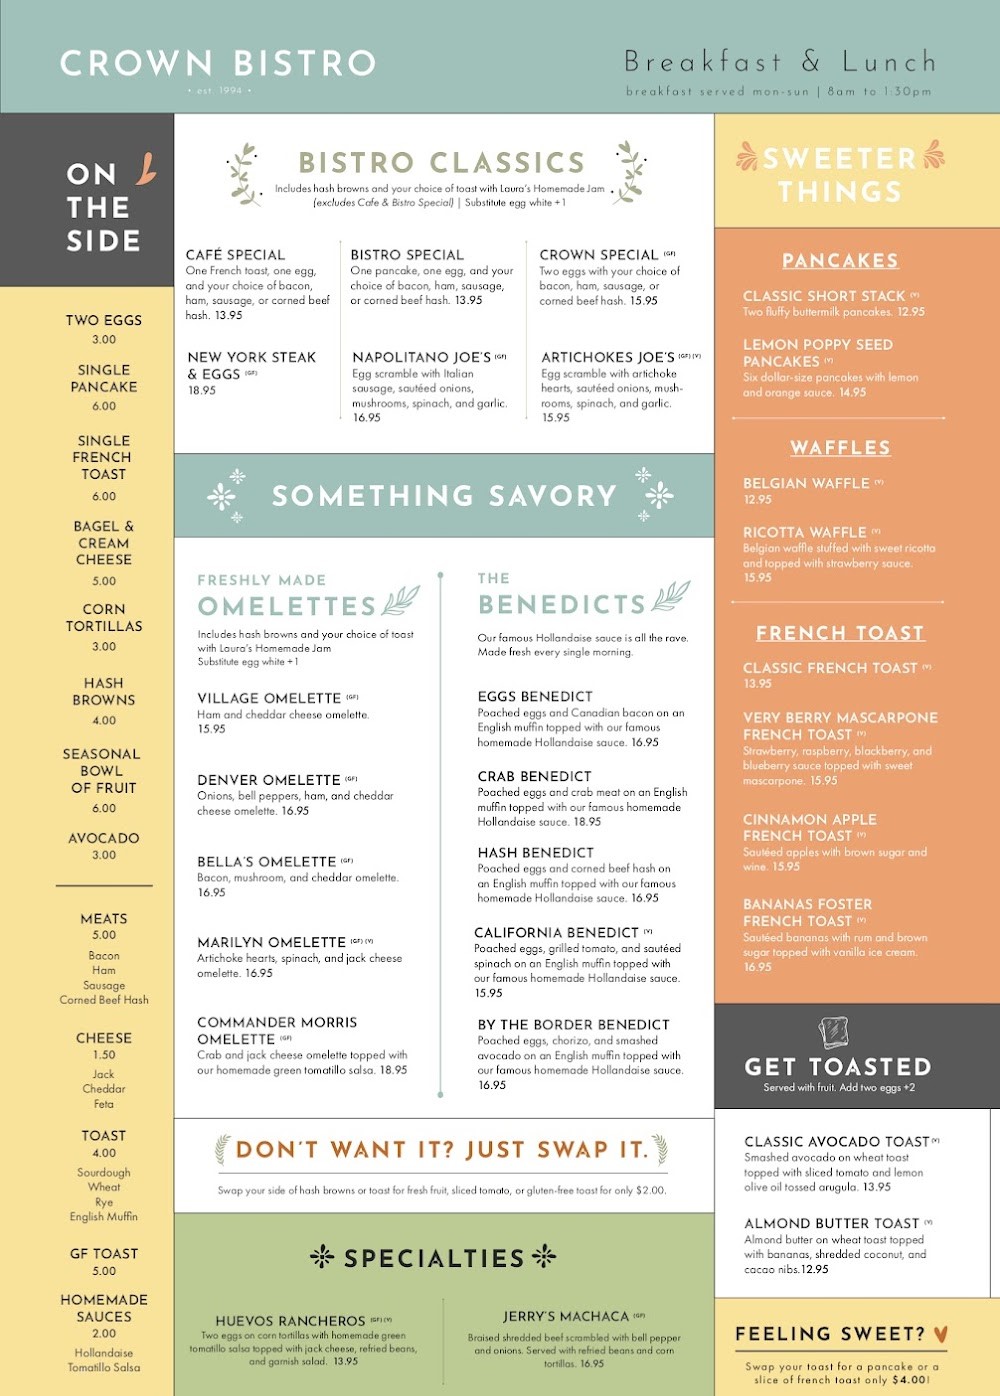 CROWN BISTRO
• est. 1994 •
Breakfast & Lunch
breakfast served mon-sun | 8am to 1:30pm
ON
THE
SIDE
TWO EGGS
3.00
SINGLE
PANCAKE
6.00
SINGLE
FRENCH
TOAST
6.00
BAGEL &
CREAM
CHEESE
5.00
CORN
TORTILLAS
3.00
HASH
BROWNS
4.00
SEASONAL
BOWL
OF FRUIT
6.00
AVOCADO
3.00
MEATS
5.00
Bacon
Ham
Sausage
Corned Beef Hash
CHEESE
1.50
Jack
Cheddar
Feta
TOAST
4.00
Sourdough
Wheat
Rye
English Muffin
GF TOAST
5.00
HOMEMADE
SAUCES
2.00
Hollandaise
Tomatillo Salsa
BISTRO CLASSICS
Includes hash browns and your choice of toast with Laura's Homemade Jam
(excludes Cafe & Bistro Special) | Substitute egg white +1
CAFÉ SPECIAL
One French toast, one egg,
and your choice of bacon,
ham, sausage, or corned beef
hash. 13.95
BISTRO SPECIAL
One pancake, one egg, and your
choice of bacon, ham, sausage,
or corned beef hash. 13.95
CROWN SPECIAL (GF)
Two eggs with your choice of
bacon, ham, sausage, or
corned beef hash. 15.95
NEW YORK STEAK
& EGGS (GF)
18.95
NAPOLITANO JOE'S (GF)
Egg scramble with Italian
sausage, sautéed onions,
mushrooms, spinach, and garlic.
16.95
ARTICHOKES JOE'S (GF) (V)
Egg scramble with artichoke
hearts, sautéed onions, mush-
rooms, spinach, and garlic.
15.95
SOMETHING SAVORY
FRESHLY MADE
OMELETTES
Includes hash browns and your choice of toast
with Laura's Homemade Jam
Substitute egg white +1
VILLAGE OMELETTE (GF)
Ham and cheddar cheese omelette.
15.95
DENVER OMELETTE (GF)
Onions, bell peppers, ham, and cheddar
cheese omelette. 16.95
BELLA'S OMELETTE (GF)
Bacon, mushroom, and cheddar omelette.
16.95
MARILYN OMELETTE (GF) (V)
Artichoke hearts, spinach, and jack cheese
omelette. 16.95
COMMANDER MORRIS
OMELETTE (GF)
Crab and jack cheese omelette topped with
our homemade green tomatillo salsa. 18.95
THE
BENEDICTS
Our famous Hollandaise sauce is all the rave.
Made fresh every single morning.
EGGS BENEDICT
Poached eggs and Canadian bacon on an
English muffin topped with our famous
homemade Hollandaise sauce. 16.95
CRAB BENEDICT
Poached eggs and crab meat on an English
muffin topped with our famous homemade
Hollandaise sauce. 18.95
HASH BENEDICT
Poached eggs and corned beef hash on
an English muffin topped with our famous
homemade Hollandaise sauce. 16.95
CALIFORNIA BENEDICT (V)
Poached eggs, grilled tomato, and sautéed
spinach on an English muffin topped with
our famous homemade Hollandaise sauce.
15.95
BY THE BORDER BENEDICT
Poached eggs, chorizo, and smashed
avocado on an English muffin topped with
our famous homemade Hollandaise sauce.
16.95
DON'T WANT IT? JUST SWAP IT.
Swap your side of hash browns or toast for fresh fruit, sliced tomato, or gluten-free toast for only $2.00.
SPECIALTIES
HUEVOS RANCHEROS (GF) (V)
Two eggs on corn tortillas with homemade green
tomatillo salsa topped with jack cheese, refried beans,
and garnish salad. 13.95
JERRY'S MACHACA (GF)
Braised shredded beef scrambled with bell pepper
and onions. Served with refried beans and corn
tortillas. 16.95
SWEETER
THINGS
PANCAKES
CLASSIC SHORT STACK (V)
Two fluffy buttermilk pancakes. 12.95
LEMON POPPY SEED
PANCAKES (V)
Six dollar-size pancakes with lemon
and orange sauce. 14.95
WAFFLES
BELGIAN WAFFLE (V)
12.95
RICOTTA WAFFLE (V)
Belgian waffle stuffed with sweet ricotta
and topped with strawberry sauce.
15.95
FRENCH TOAST
CLASSIC FRENCH TOAST (V)
13.95
VERY BERRY MASCARPONE
FRENCH TOAST (V)
Strawberry, raspberry, blackberry, and
blueberry sauce topped with sweet
mascarpone. 15.95
CINNAMON APPLE
FRENCH TOAST (V)
Sautéed apples with brown sugar and
wine. 15.95
BANANAS FOSTER
FRENCH TOAST (V)
Sautéed bananas with rum and brown
sugar topped with vanilla ice cream.
16.95
GET TOASTED
Served with fruit. Add two eggs +2
CLASSIC AVOCADO TOAST (V)
Smashed avocado on wheat toast
topped with sliced tomato and lemon
olive oil tossed arugula. 13.95
ALMOND BUTTER TOAST (V)
Almond butter on wheat toast topped
with bananas, shredded coconut, and
cacao nibs.12.95
FEELING SWEET?
Swap your toast for a pancake or a
slice of french toast only $4.00!